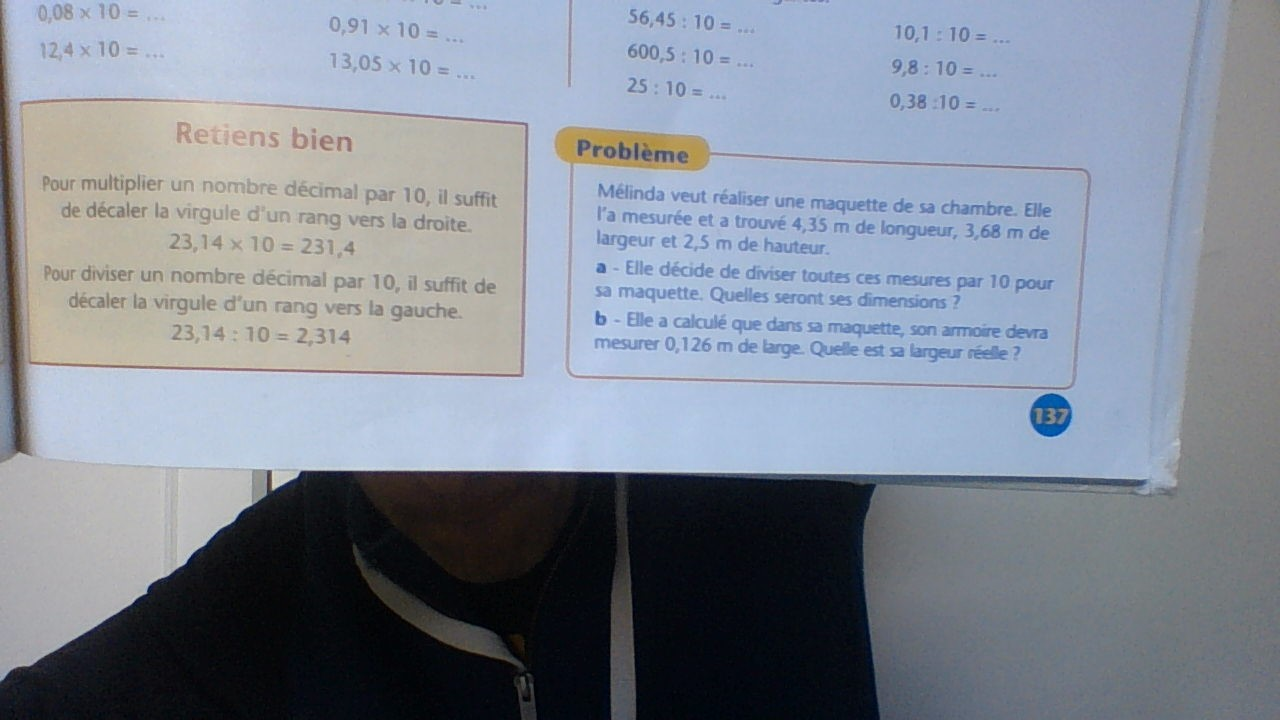 0,08 × 10 = ...
12,4 × 10 = ...
0,91 × 10 = ...
13,05 × 10 = ...
56,45 : 10 = ...
600,5 : 10 = ...
25 : 10 = ...
10,1 : 10 = ...
9,8 : 10 = ...
0,38 :10 = ...
Retiens bien
Pour multiplier un nombre décimal par 10, il suffit
de décaler la virgule d'un rang vers la droite.
23,14 × 10 = 231,4
Pour diviser un nombre décimal par 10, il suffit de
décaler la virgule d'un rang vers la gauche.
23,14 : 10 = 2,314
Problème
Mélinda veut réaliser une maquette de sa chambre. Elle
l'a mesurée et a trouvé 4,35 m de longueur, 3,68 m de
largeur et 2,5 m de hauteur.
a - Elle décide de diviser toutes ces mesures par 10 pour
sa maquette. Quelles seront ses dimensions ?
b - Elle a calculé que dans sa maquette, son armoire devra
mesurer 0,126 m de large. Quelle est sa largeur réelle ?
137